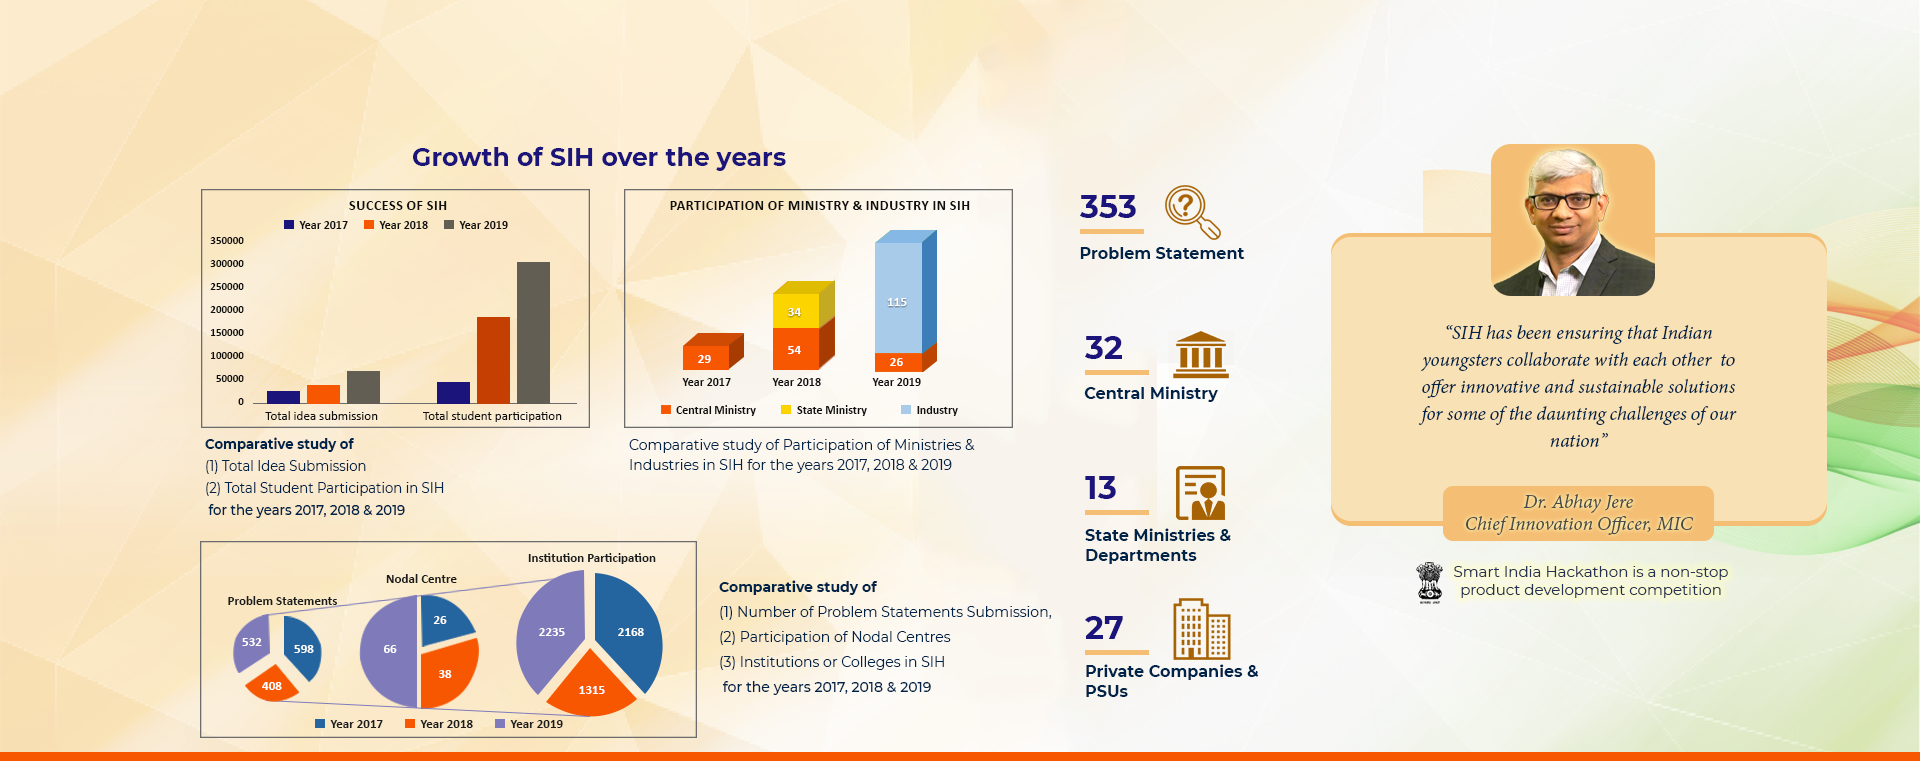 Growth of SIH over the years
SUCCESS OF SIH
Year 2017 Year 2018 Year 2019
350000
300000
250000
200000
150000
100000
50000
0
Total idea submission Total student participation
Comparative study of
(1) Total Idea Submission
(2) Total Student Participation in SIH
for the years 2017, 2018 & 2019
PARTICIPATION OF MINISTRY & INDUSTRY IN SIH
29
34
54
115
26
Year 2017 Year 2018 Year 2019
Central Ministry State Ministry Industry
Comparative study of Participation of Ministries &
Industries in SIH for the years 2017, 2018 & 2019
Problem Statements
532
598
408
Nodal Centre
26
66
38
Institution Participation
2235
2168
1315
Year 2017 Year 2018 Year 2019
Comparative study of
(1) Number of Problem Statements Submission,
(2) Participation of Nodal Centres
(3) Institutions or Colleges in SIH
for the years 2017, 2018 & 2019
353
Problem Statement
32
Central Ministry
13
State Ministries &
Departments
27
Private Companies &
PSUs
“SIH has been ensuring that Indian
youngsters collaborate with each other to
offer innovative and sustainable solutions
for some of the daunting challenges of our
nation”
Dr. Abhay Jere
Chief Innovation Officer, MIC
Smart India Hackathon is a non-stop
product development competition